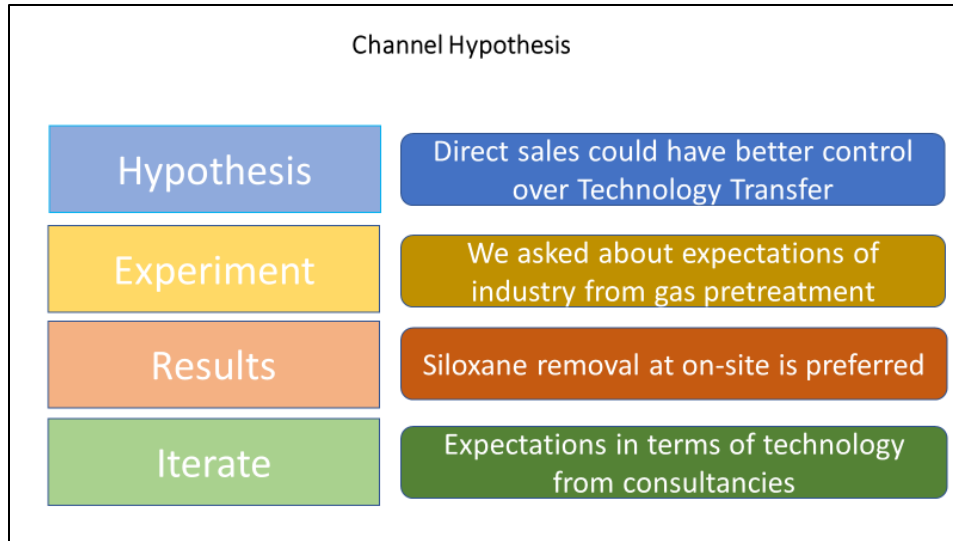 Channel Hypothesis
Hypothesis
Direct sales could have better control
over Technology Transfer
Experiment
We asked about expectations of
industry from gas pretreatment
Results
Siloxane removal at on-site is preferred
Iterate
Expectations in terms of technology
from consultancies